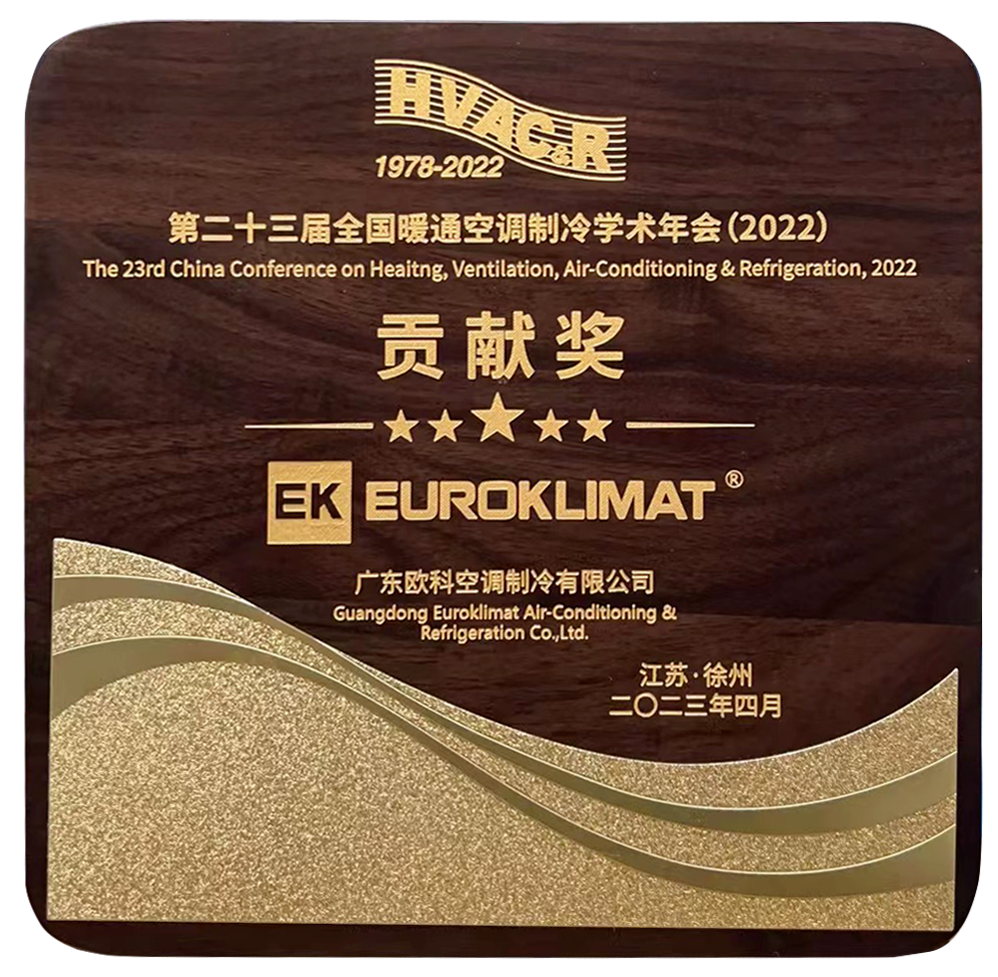 HVAC&R
1978-2022
第二十三届全国暖通空调制冷学术年会(2022)
The 23rd China Conference on Heaitng, Ventilation, Air-Conditioning & Refrigeration, 2022
贡献奖
EK EUROKLIMAT®
广东欧科空调制冷有限公司
Guangdong Euroklimat Air-Conditioning &
Refrigeration Co.,Ltd.
江苏·徐州
二〇二三年四月